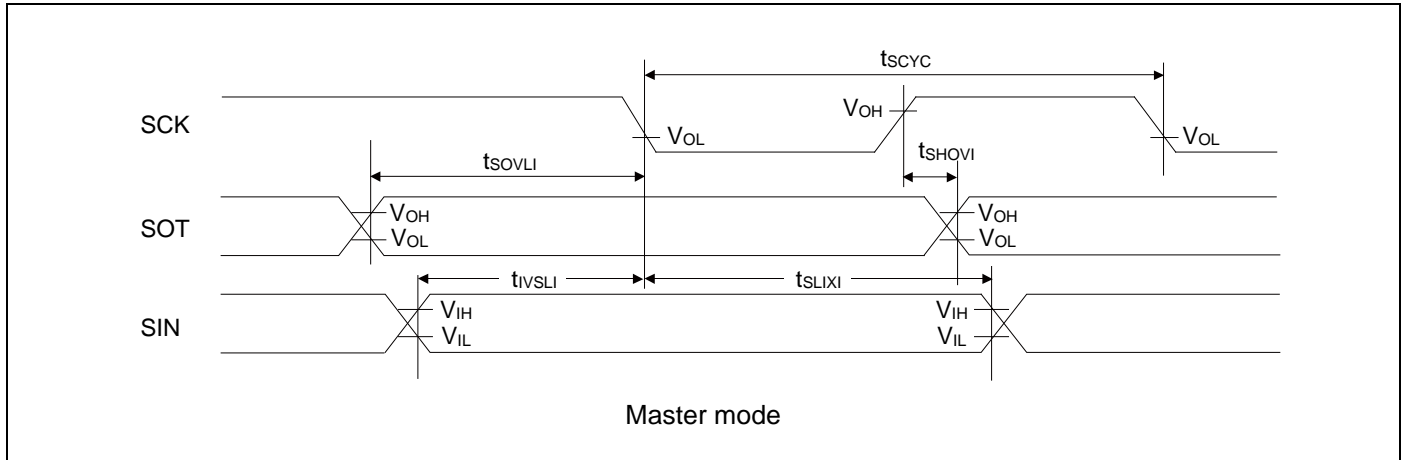 tSCYC
SCK
VOH
VOL
VOL
tSHOVI
tSOVLI
SOT
VOH
VOL
VOH
VOL
tIVSLI
tSLIXI
SIN
VIH
VIL
VIH
VIL
Master mode